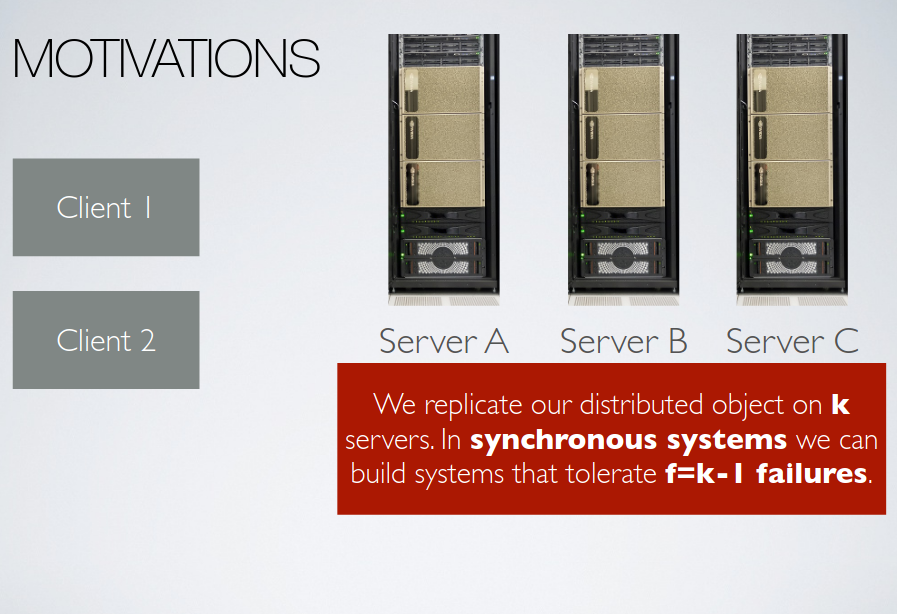 MOTIVATIONS
Client 1
Client 2
Server A
Server B
Server C
We replicate our distributed object on k
servers. In synchronous systems we can
build systems that tolerate f=k-1 failures.